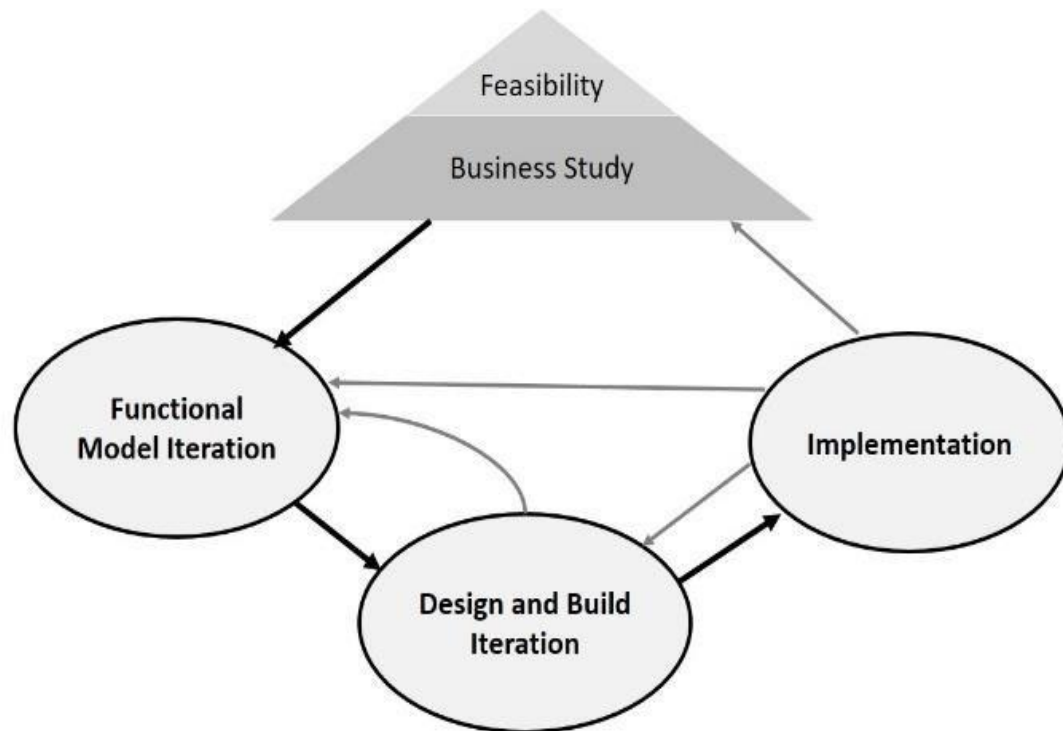 Feasibility
Business Study
Functional
Model Iteration
Implementation
Design and Build
Iteration